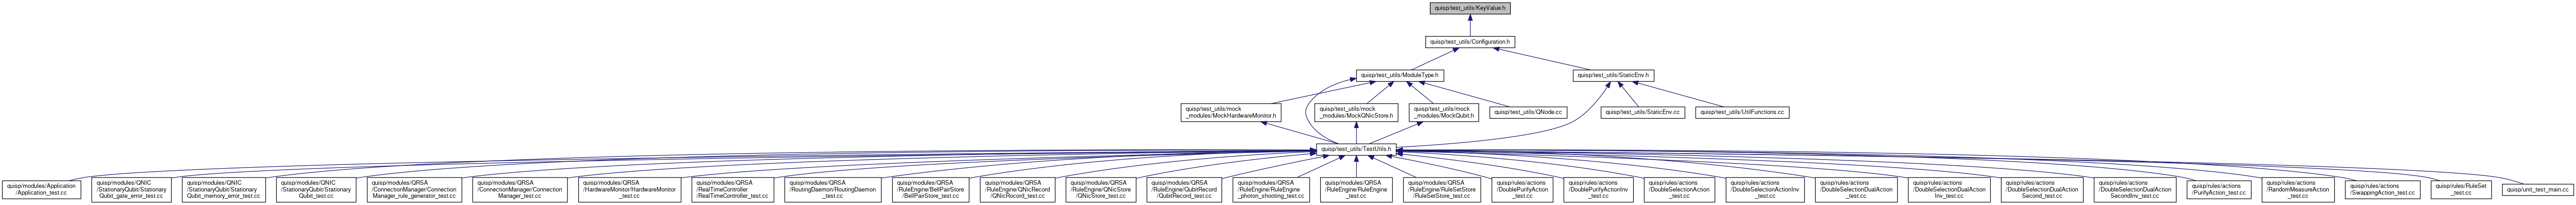 quisp/test_utils/KeyValue.h
quisp/test_utils/Configuration.h
quisp/test_utils/ModuleType.h
quisp/test_utils/StaticEnv.h
quisp/test_utils/mock
_modules/MockHardwareMonitor.h
quisp/test_utils/mock
_modules/MockQNicStore.h
quisp/test_utils/mock
_modules/MockQubit.h
quisp/test_utils/QNode.cc
quisp/test_utils/StaticEnv.cc
quisp/test_utils/UtilFunctions.cc
quisp/test_utils/TestUtils.h
quisp/modules/Application
/Application_test.cc
quisp/modules/QNIC
/StationaryQubit/Stationary
Qubit_gate_error_test.cc
quisp/modules/QNIC
/StationaryQubit/Stationary
Qubit_memory_error_test.cc
quisp/modules/QNIC
/StationaryQubit/Stationary
Qubit_test.cc
quisp/modules/QRSA
/ConnectionManager/Connection
Manager_rule_generator_test.cc
quisp/modules/QRSA
/ConnectionManager/Connection
Manager_test.cc
quisp/modules/QRSA
/HardwareMonitor/HardwareMonitor
_test.cc
quisp/modules/QRSA
/RealTimeController
/RealTimeController_test.cc
quisp/modules/QRSA
/RoutingDaemon/RoutingDaemon
_test.cc
quisp/modules/QRSA
/RuleEngine/BellPairStore
/BellPairStore_test.cc
quisp/modules/QRSA
/RuleEngine/QNicRecord
/QNicRecord_test.cc
quisp/modules/QRSA
/RuleEngine/QNicStore
/QNicStore_test.cc
quisp/modules/QRSA
/RuleEngine/QubitRecord
/QubitRecord_test.cc
quisp/modules/QRSA
/RuleEngine/RuleEngine
_photon_shooting_test.cc
quisp/modules/QRSA
/RuleEngine/RuleEngine
_test.cc
quisp/modules/QRSA
/RuleEngine/RuleSetStore
/RuleSetStore_test.cc
quisp/rules/actions
/DoublePurifyAction
_test.cc
quisp/rules/actions
/DoublePurifyActionInv
_test.cc
quisp/rules/actions
/DoubleSelectionAction
_test.cc
quisp/rules/actions
/DoubleSelectionActionInv
_test.cc
quisp/rules/actions
/DoubleSelectionDualAction
_test.cc
quisp/rules/actions
/DoubleSelectionDualAction
Inv_test.cc
quisp/rules/actions
/DoubleSelectionDualAction
Second_test.cc
quisp/rules/actions
/DoubleSelectionDualAction
SecondInv_test.cc
quisp/rules/actions
/PurifyAction_test.cc
quisp/rules/actions
/RandomMeasureAction
_test.cc
quisp/rules/actions
/SwappingAction_test.cc
quisp/rules/RuleSet
_test.cc
quisp/unit_test_main.cc